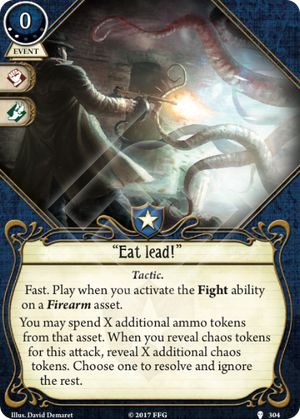 0
EVENT
"Eat lead!"
Tactic.
Fast. Play when you activate the Fight ability
on a Firearm asset.
You may spend X additional ammo tokens
from that asset. When you reveal chaos tokens
for this attack, reveal X additional chaos
tokens. Choose one to resolve and ignore
the rest.
Illus. David Demaret © 2017 FFG 304